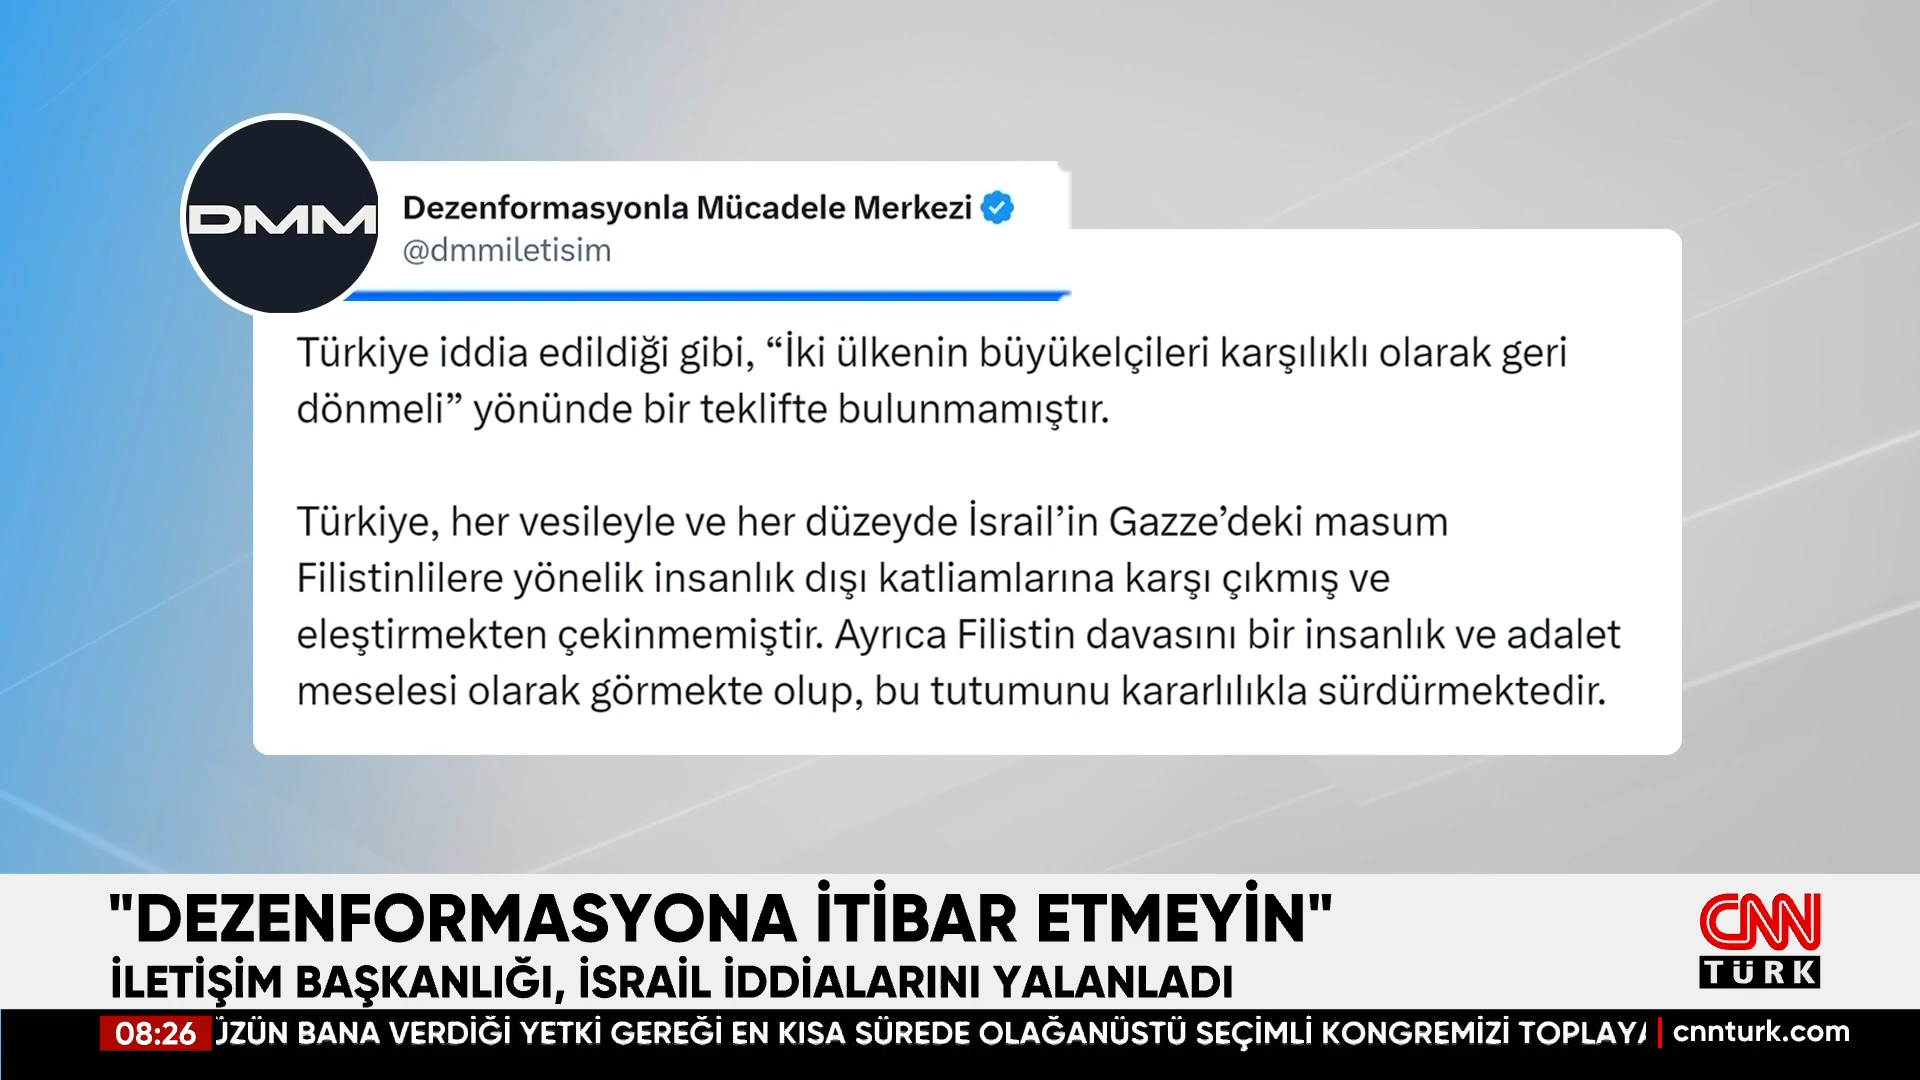 DMM
Dezenformasyonla Mücadele Merkezi
@dmmiletisim
Türkiye iddia edildiği gibi, “İki ülkenin büyükelçileri karşılıklı olarak geri
dönmeli” yönünde bir teklifte bulunmamıştır.
Türkiye, her vesileyle ve her düzeyde İsrail’in Gazze’deki masum
Filistinlilere yönelik insanlık dışı katliamlarına karşı çıkmış ve
eleştirmekten çekinmemiştir. Ayrıca Filistin davasını bir insanlık ve adalet
meselesi olarak görmekte olup, bu tutumunu kararlılıkla sürdürmektedir.
"DEZENFORMASYONA İTİBAR ETMEYİN"
İLETİŞİM BAŞKANLIĞI, İSRAİL İDDİALARINI YALANLADI
CNN
TÜRK
08:26 BANA VERDİĞİ YETKİ GEREĞİ EN KISA SÜREDE OLAĞANÜSTÜ SEÇİMLİ KONGREMİZİ cnnturk.com